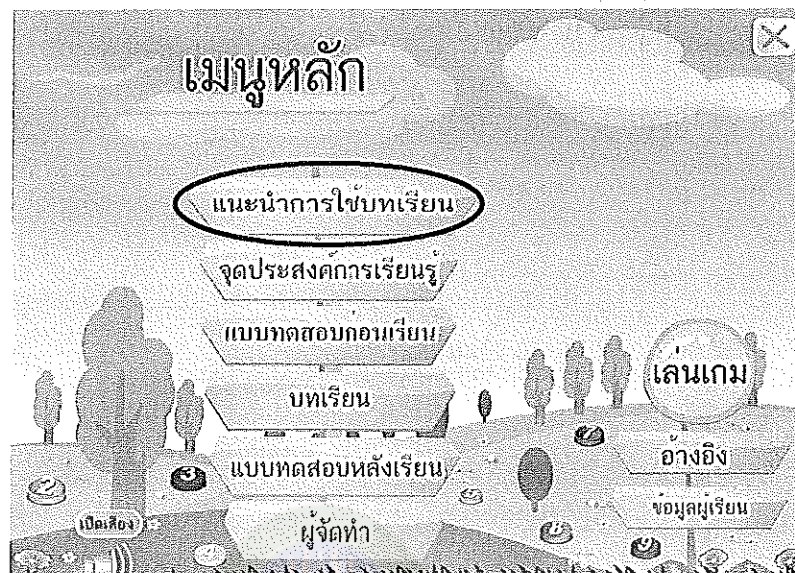 เมนูหลัก
แนะนำการใช้บทเรียน
จุดประสงค์การเรียนรู้
แบบทดสอบก่อนเรียน
บทเรียน
แบบทดสอบหลังเรียน
ผู้จัดทำ
เล่นเกม
อ้างอิง
ข้อมูลผู้เรียน
เปิดเสียง